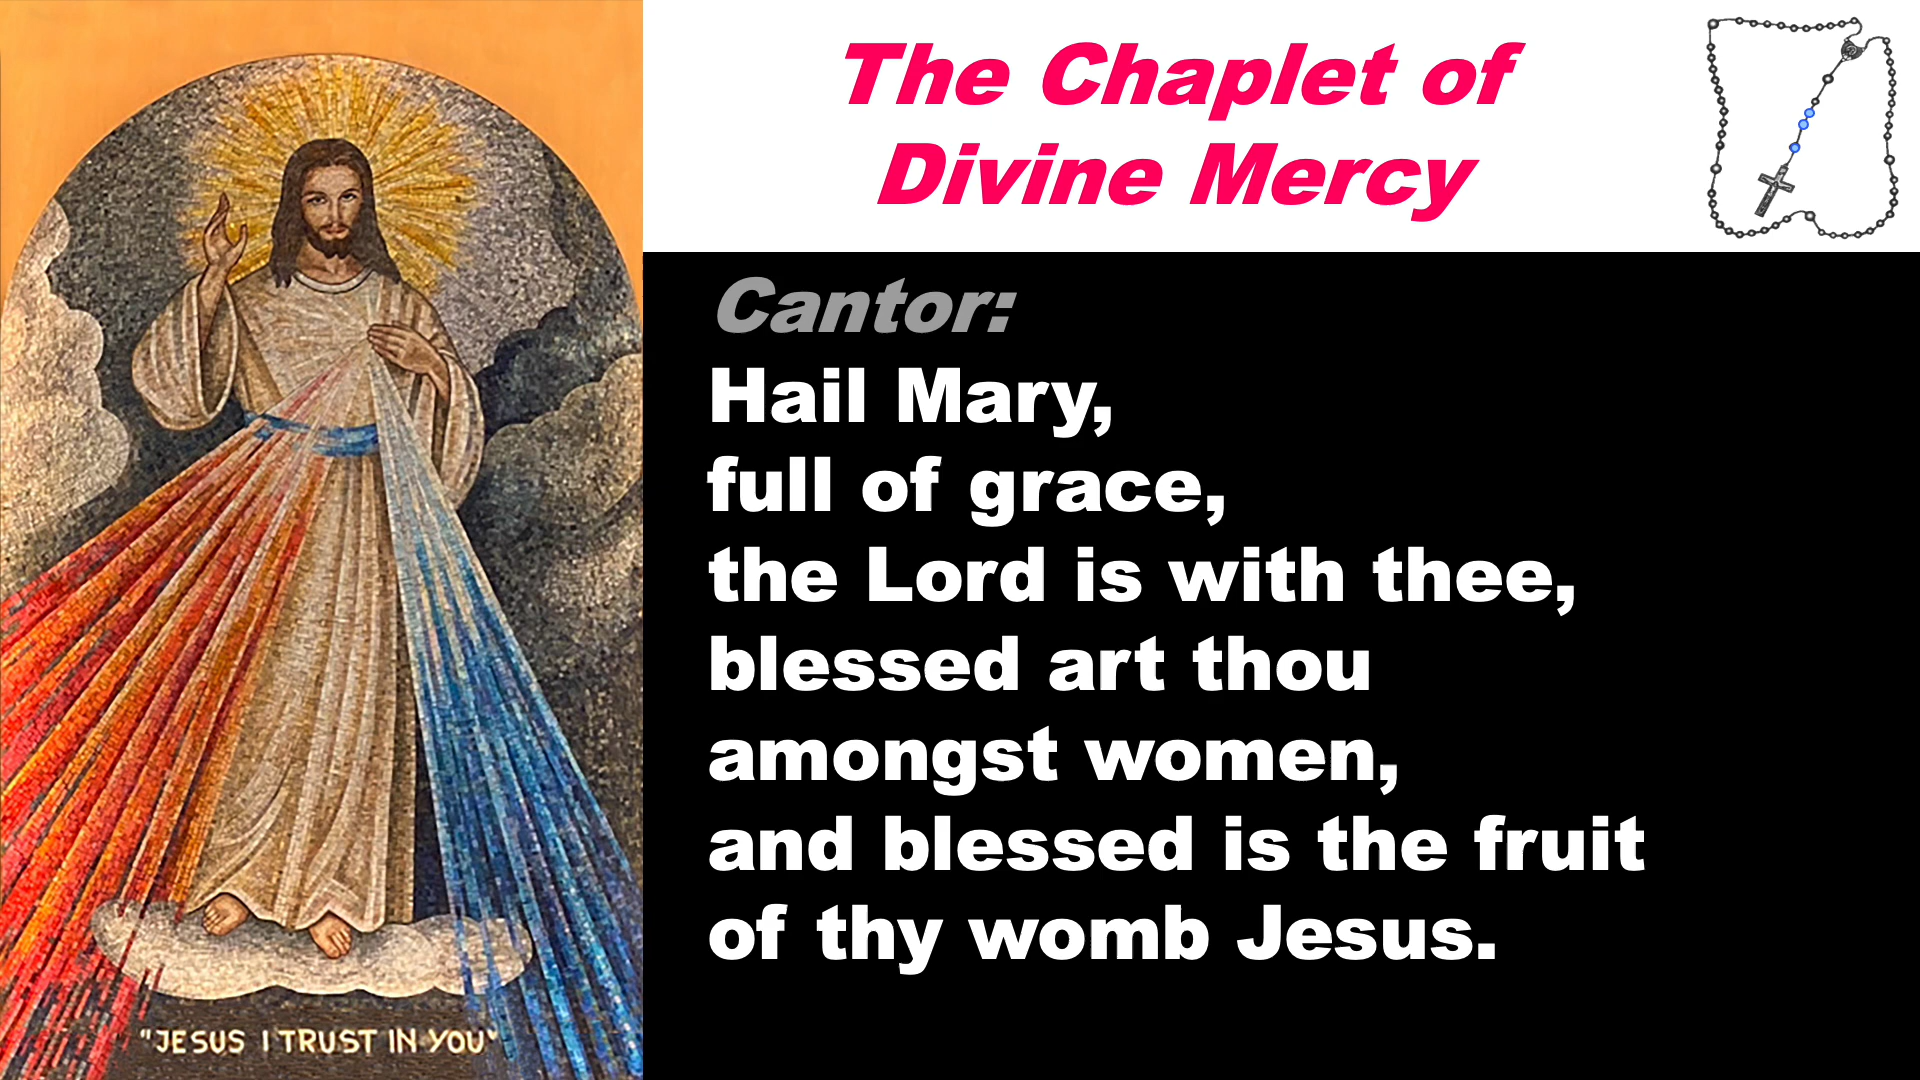 The Chaplet of
Divine Mercy
Cantor:
Hail Mary,
full of grace,
the Lord is with thee,
blessed art thou
amongst women,
and blessed is the fruit
of thy womb Jesus.
"JESUS I TRUST IN YOU"